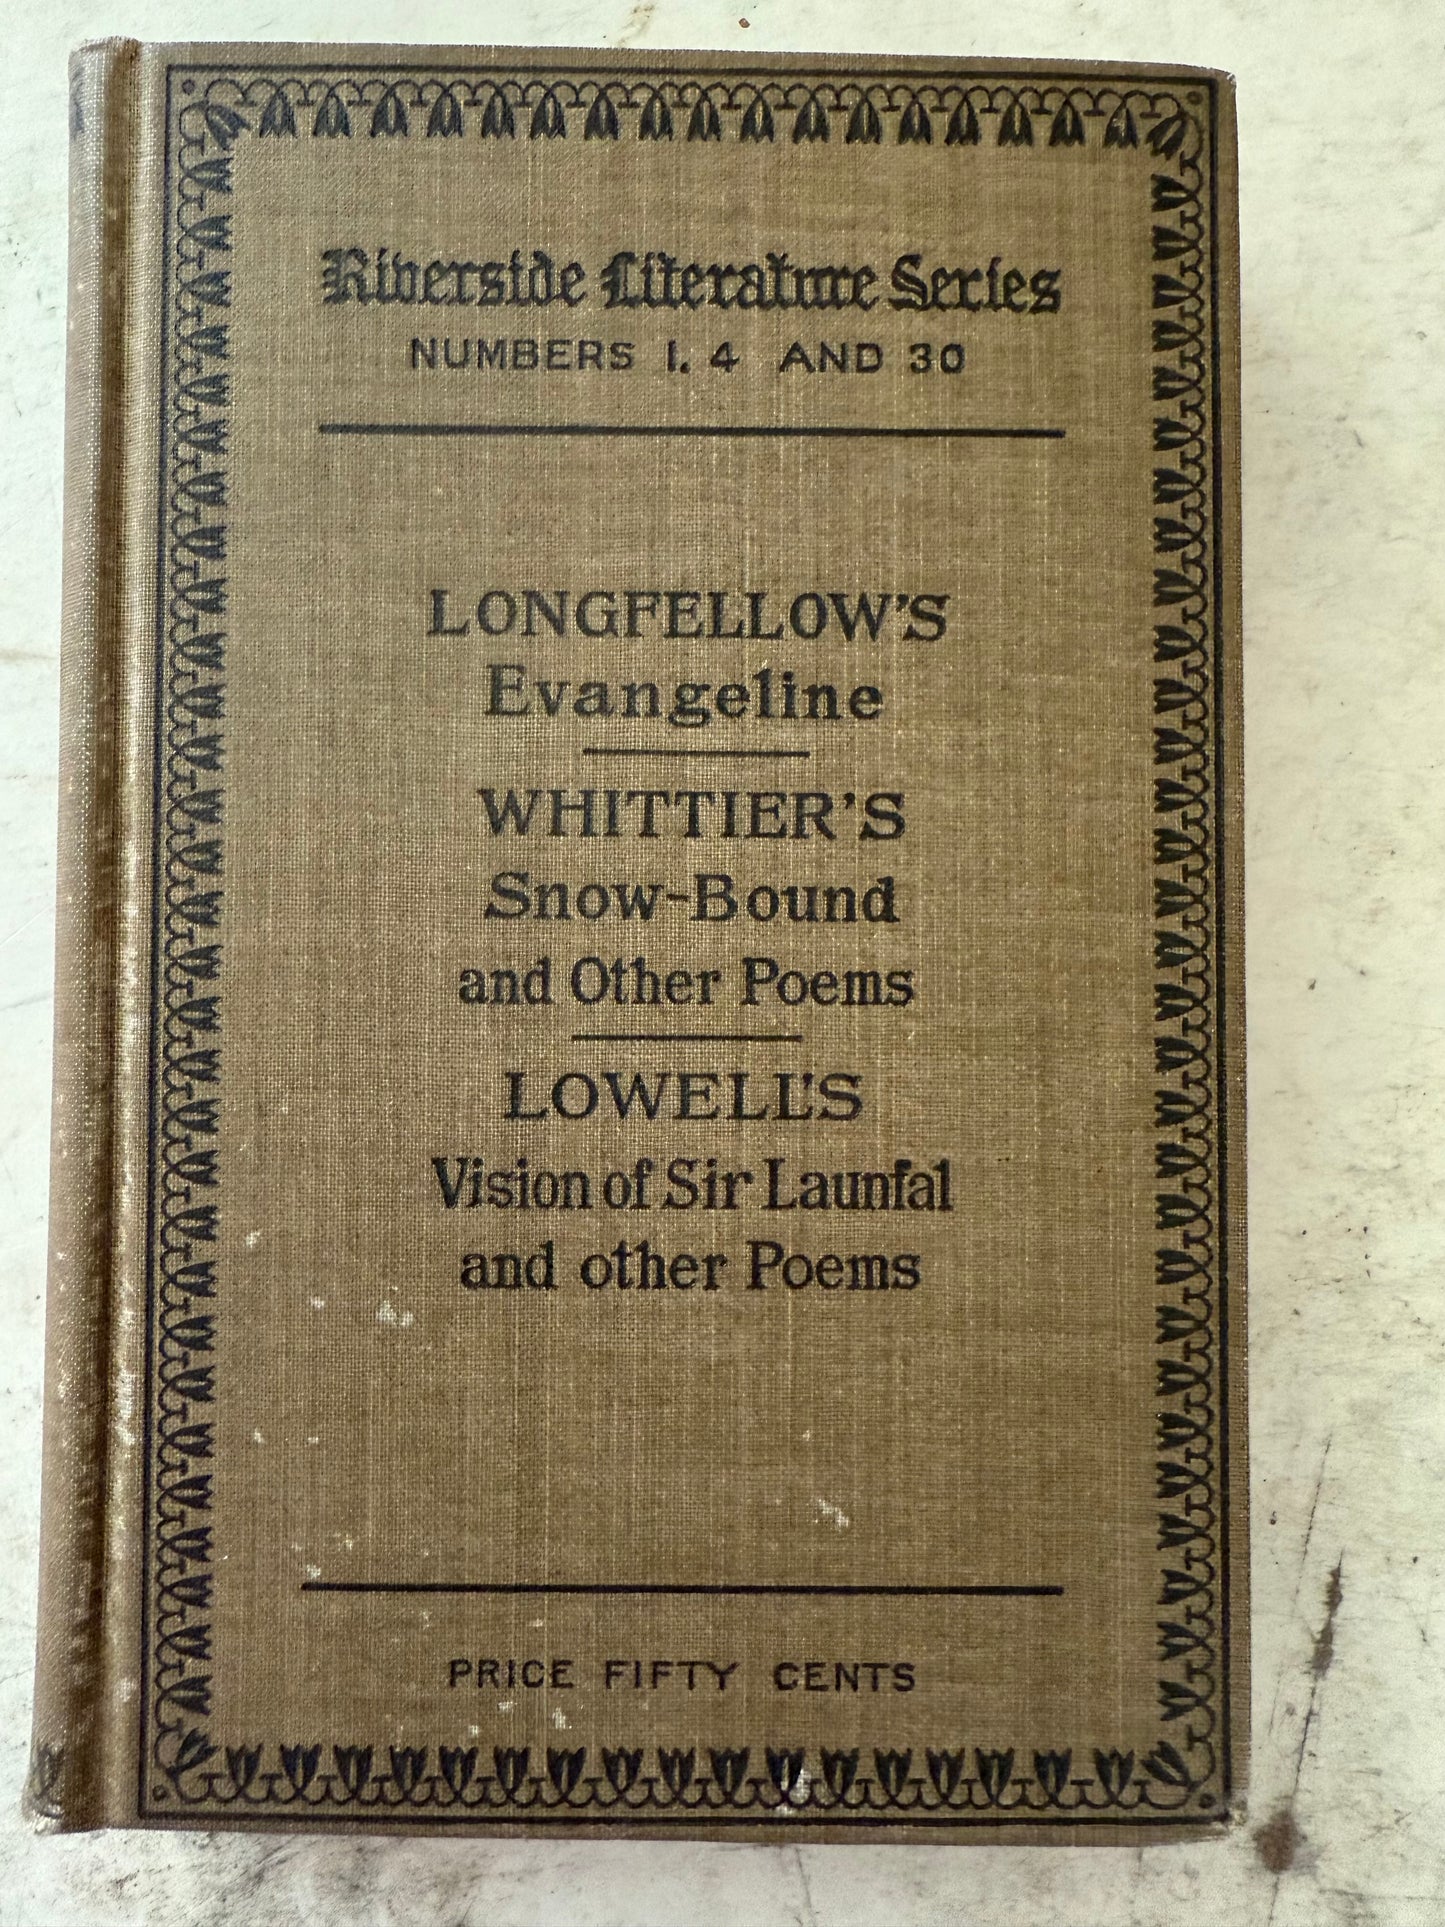 Riverside Literature Series
NUMBERS 1. 4 AND 30
LONGFELLOW'S
Evangeline
WHITTIER'S
Snow-Bound
and Other Poems
LOWELL'S
Vision of Sir Launfal
and other Poems
PRICE FIFTY CENTS